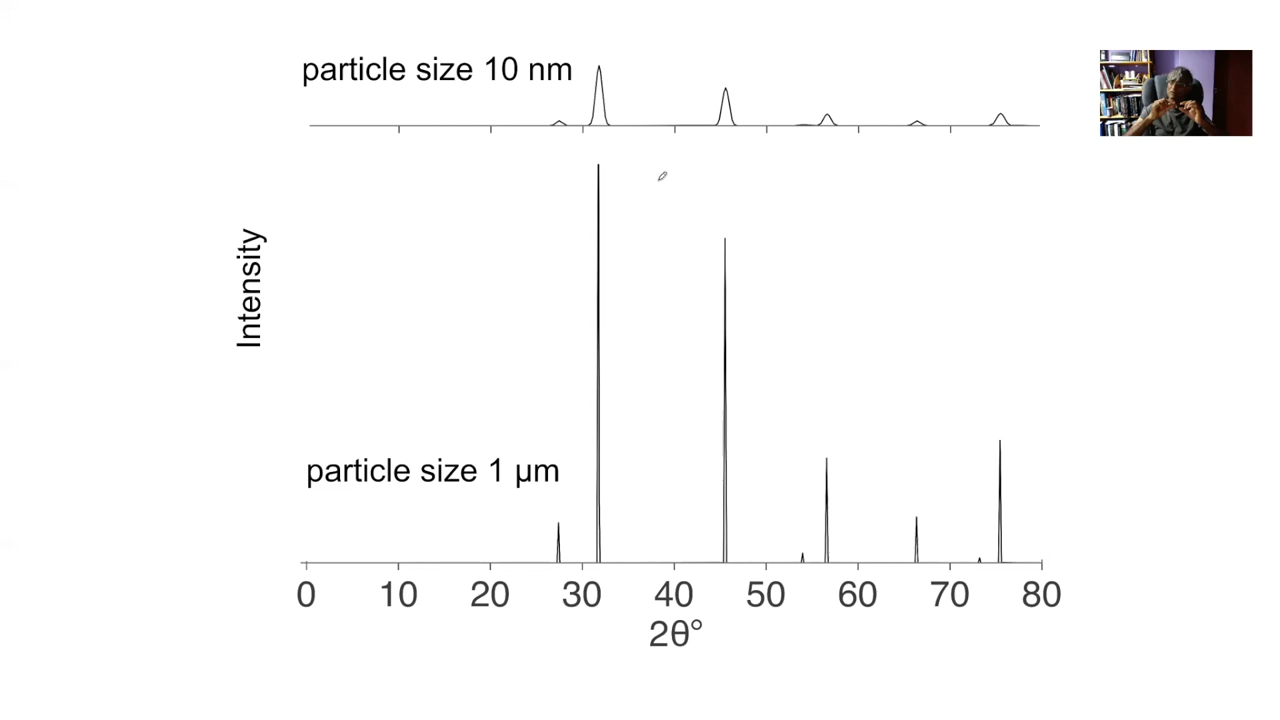 particle size 10 nm
Intensity
particle size 1 μm
0 10 20 30 40 50 60 70 80
2θ°